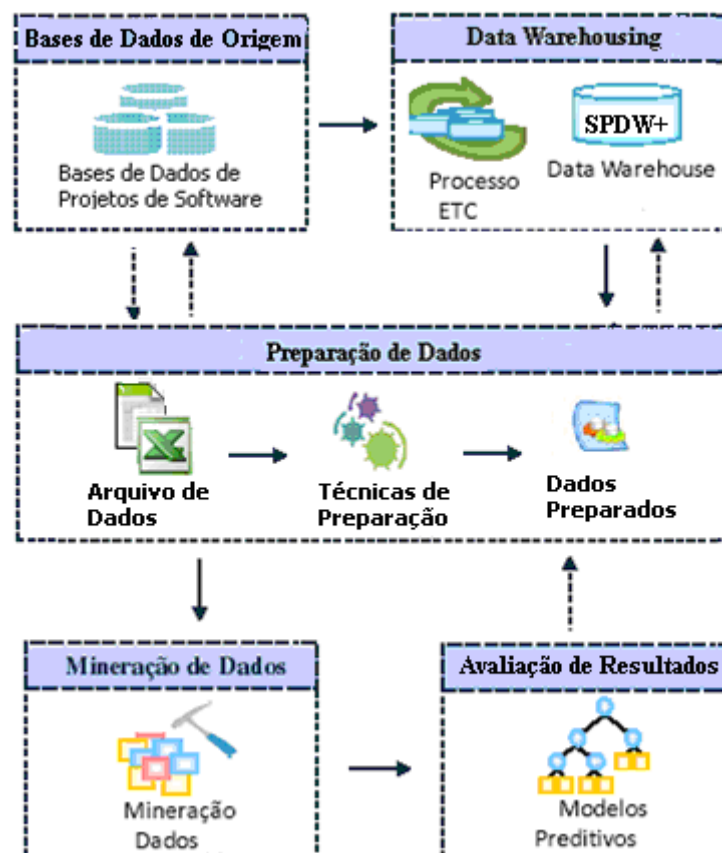 Bases de Dados de Origem
Bases de Dados de
Projetos de Software
Data Warehousing
Processo
ETC
SPDW+
Data Warehouse
Preparação de Dados
Arquivo de
Dados
Técnicas de
Preparação
Dados
Preparados
Mineração de Dados
Mineração
Dados
Avaliação de Resultados
Modelos
Preditivos